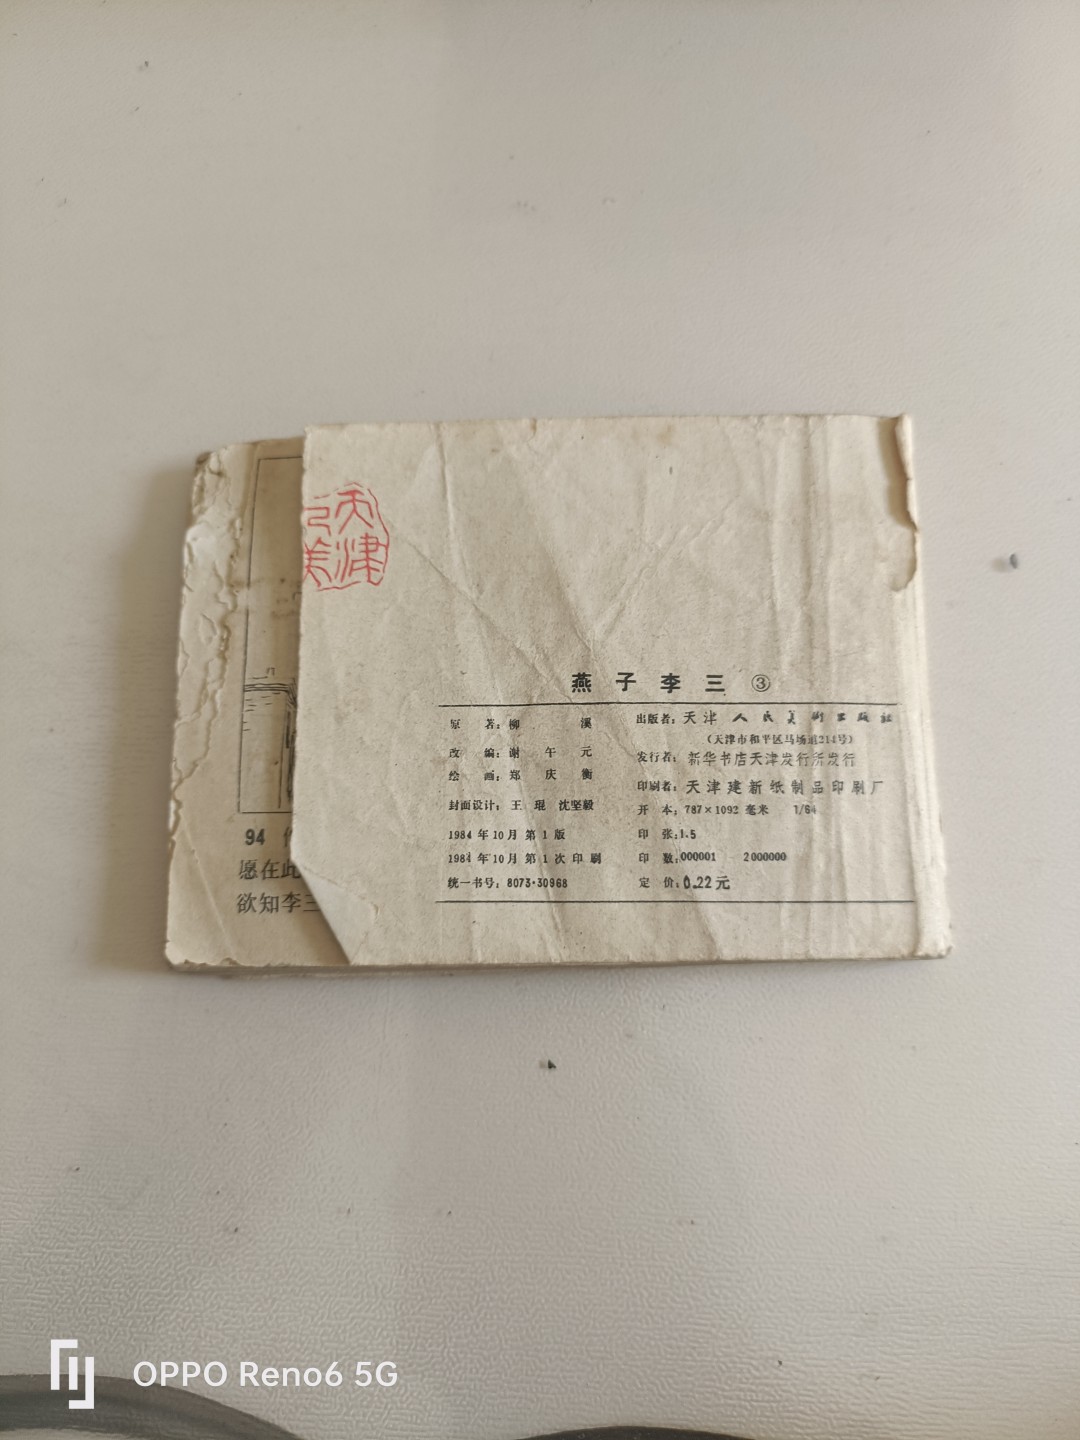 天津
美
燕子李三 ③
原著：柳溪
改编：谢午元
绘画：郑庆衡
封面设计：王琨 沈坚毅
1984年10月第1版
1984年10月第1次印刷
统一书号：8073·30968
出版者：天津人民美术出版社
（天津市和平区马场道214号）
发行者：新华书店天津发行所发行
印刷者：天津建新纸制品印刷厂
开本：787×1092毫米 1/64
印张：1.5
印数：000001—2000000
定价：0.22元
94
愿在此
欲知李三
OPPO Reno6 5G